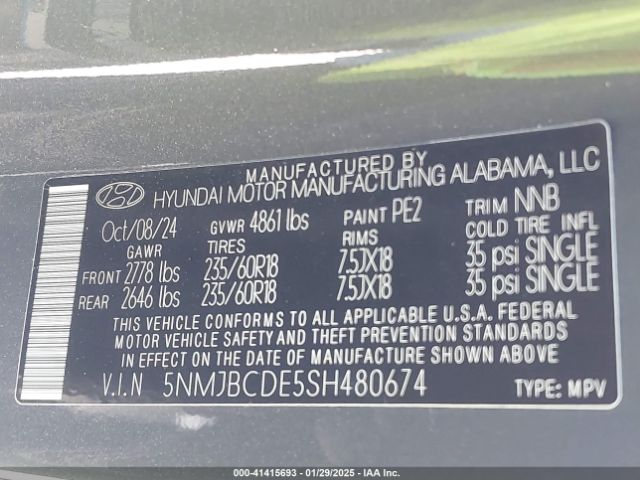 MANUFACTURED BY
HYUNDAI MOTOR MANUFACTURING ALABAMA, LLC
Oct/08/24 GVWR 4861 lbs PAINT PE2 TRIM NNB
GAWR TIRES RIMS COLD TIRE INFL
FRONT 2778 lbs 235/60R18 7.5JX18 35 psi SINGLE
REAR 2646 lbs 235/60R18 7.5JX18 35 psi SINGLE
THIS VEHICLE CONFORMS TO ALL APPLICABLE U.S.A. FEDERAL
MOTOR VEHICLE SAFETY AND THEFT PREVENTION STANDARDS
IN EFFECT ON THE DATE OF MANUFACTURE SHOWN ABOVE
V.I.N 5NMJBCDE5SH480674 TYPE: MPV
000-41415693 - 01/29/2025 - IAA Inc.